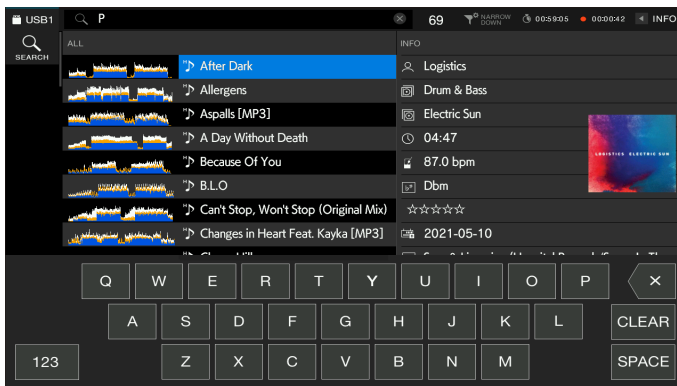 USB1 P 69 NARROW DOWN 00:59:05 00:00:42 INFO
SEARCH
ALL INFO
After Dark
Allergens
Aspalls [MP3]
A Day Without Death
Because Of You
B.L.O
Can't Stop, Won't Stop (Original Mix)
Changes in Heart Feat. Kayka [MP3]
Logistics
Drum & Bass
Electric Sun
04:47
87.0 bpm
Dbm
2021-05-10
LOGISTICS ELECTRIC SUN
Q W E R T Y U I O P
A S D F G H J K L CLEAR
123 Z X C V B N M SPACE